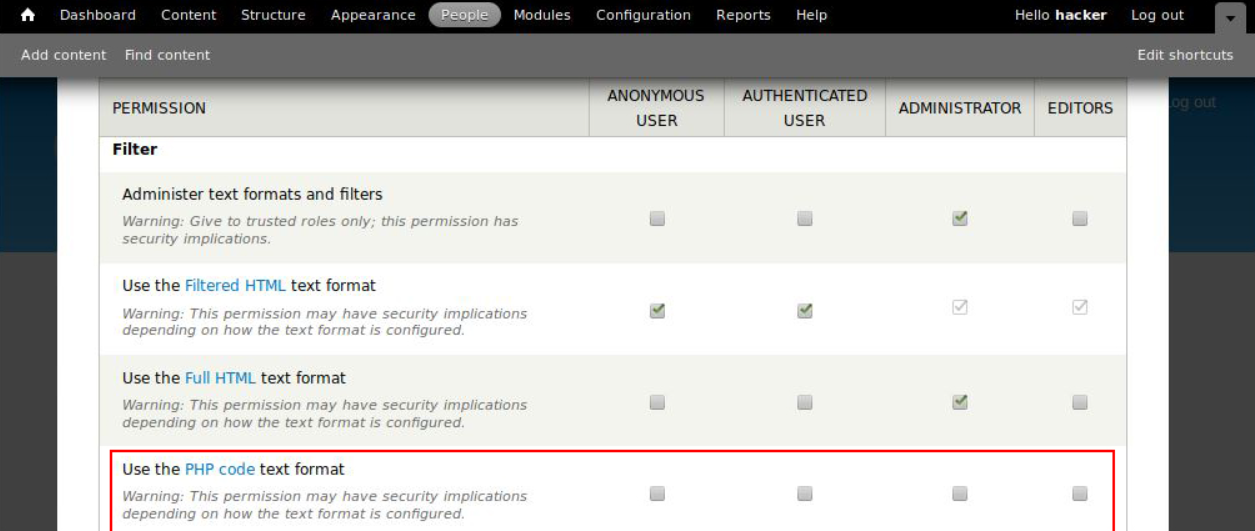 Dashboard Content Structure Appearance People Modules Configuration Reports Help Hello hacker Log out
Add content Find content Edit shortcuts
og out
PERMISSION ANONYMOUS USER AUTHENTICATED USER ADMINISTRATOR EDITORS
Filter
Administer text formats and filters
Warning: Give to trusted roles only; this permission has
security implications.
Use the Filtered HTML text format
Warning: This permission may have security implications
depending on how the text format is configured.
Use the Full HTML text format
Warning: This permission may have security implications
depending on how the text format is configured.
Use the PHP code text format
Warning: This permission may have security implications
depending on how the text format is configured.